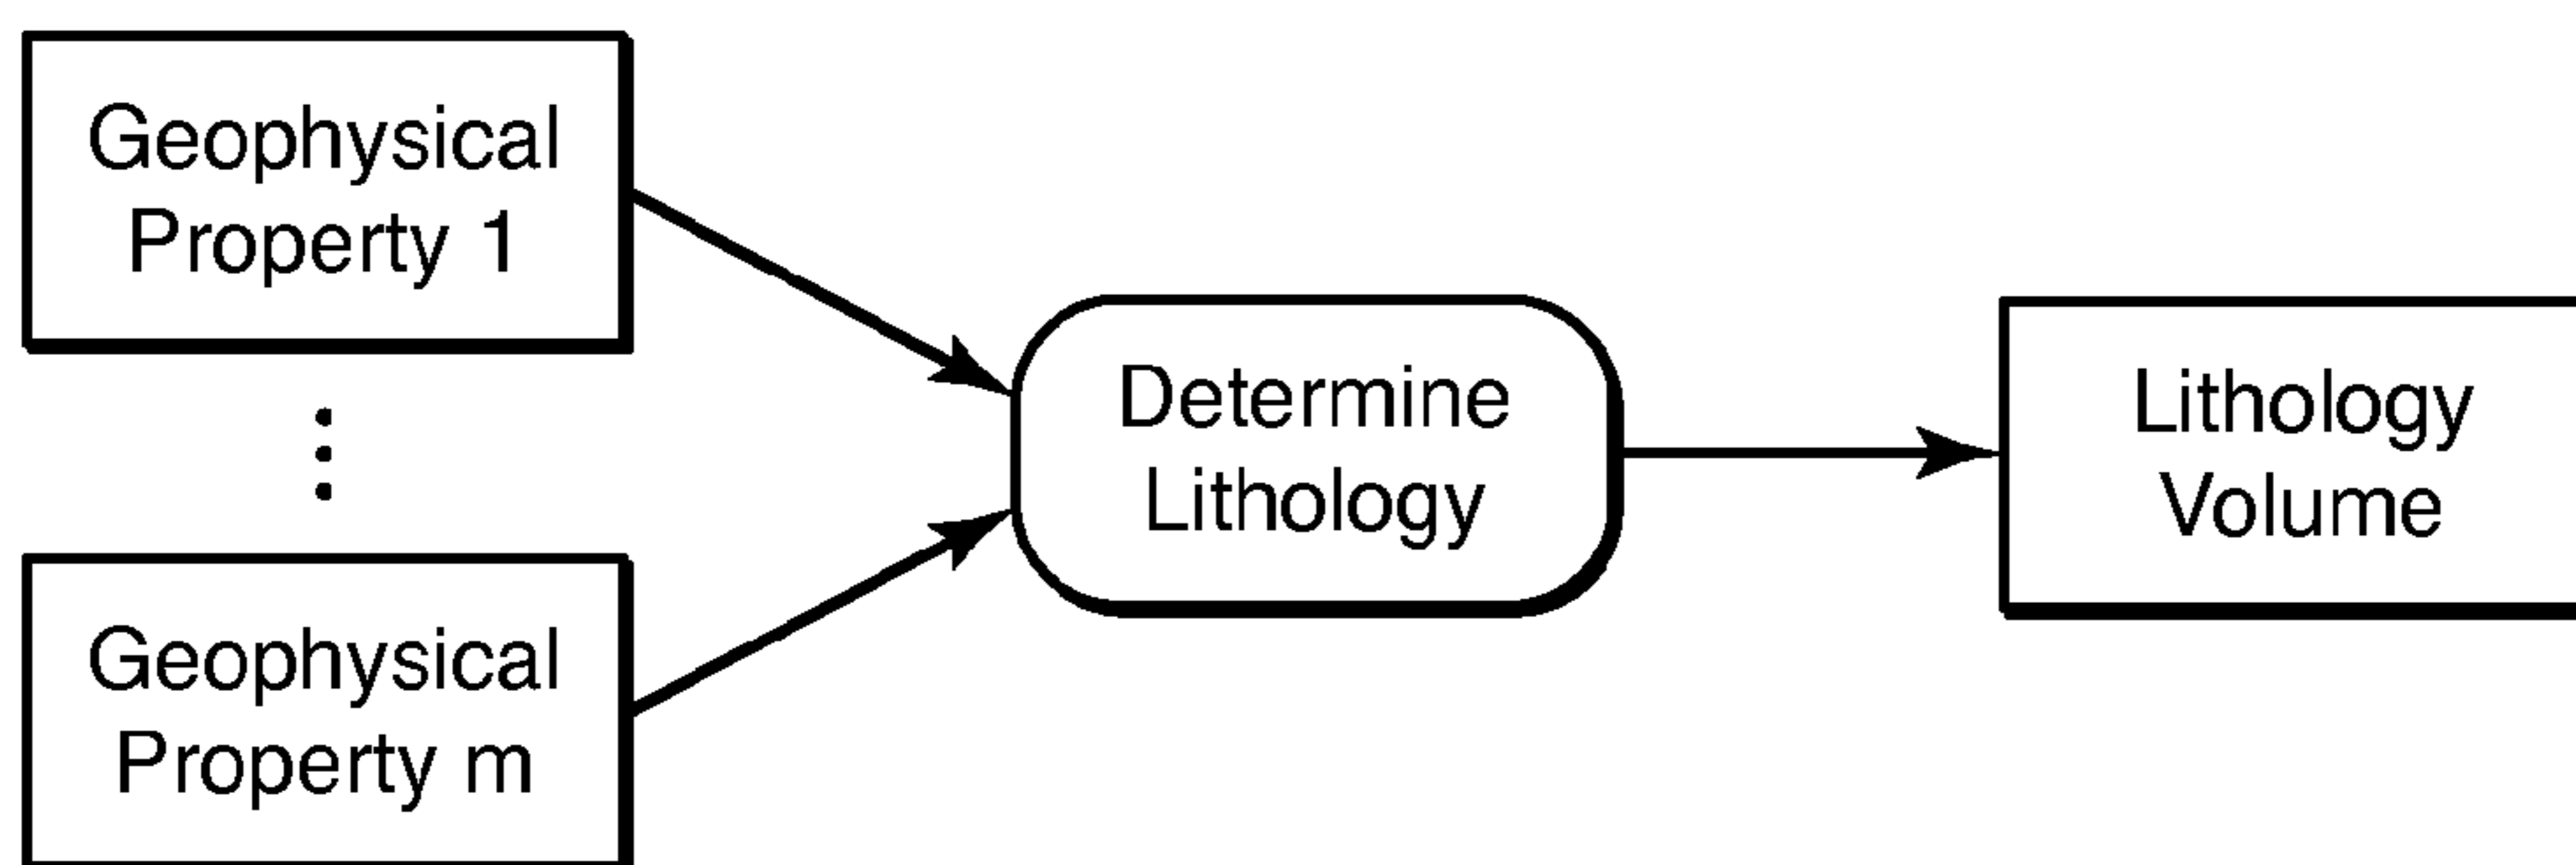 Geophysical
Property 1
Geophysical
Property m
Determine
Lithology
Lithology
Volume